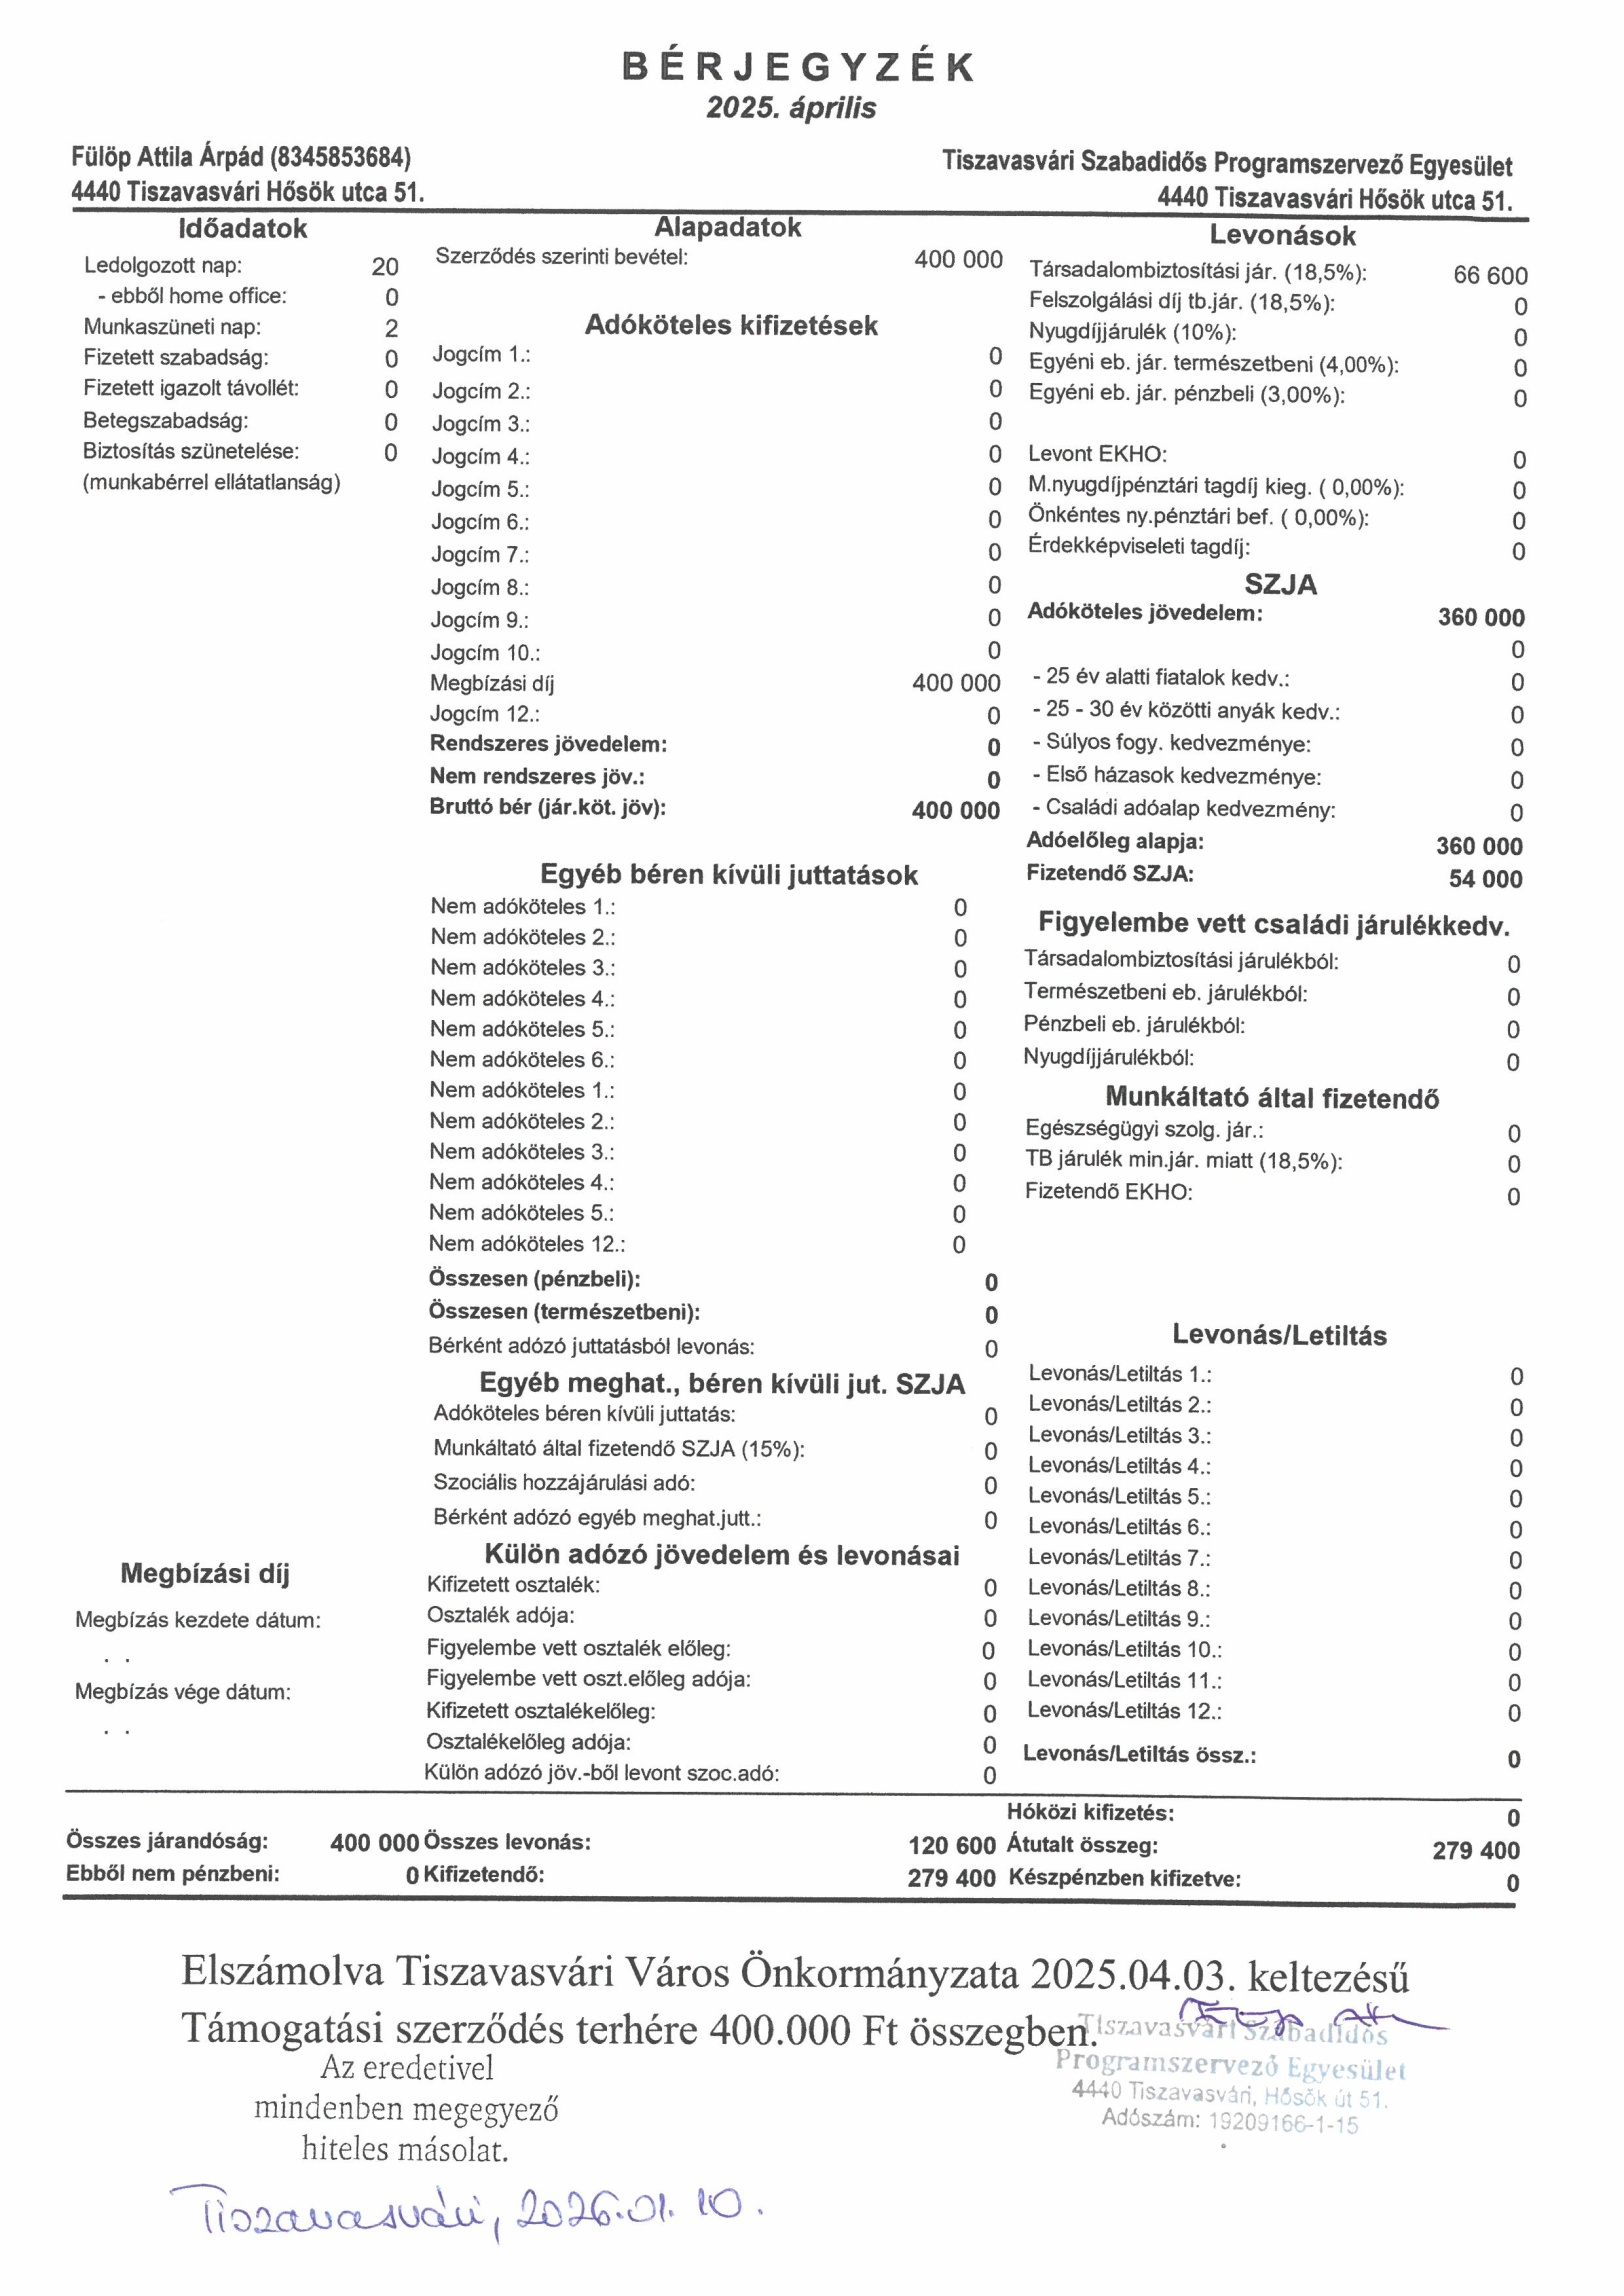 BÉRJEGYZÉK
2025. április
Fülöp Attila Árpád (8345853684)
4440 Tiszavasvári Hősök utca 51.
Tiszavasvári Szabadidős Programszervező Egyesület
4440 Tiszavasvári Hősök utca 51.
Időadatok
Ledolgozott nap: 20
- ebből home office: 0
Munkaszüneti nap: 2
Fizetett szabadság: 0
Fizetett igazolt távollét: 0
Betegszabadság: 0
Biztosítás szünetelése: 0
(munkabérrel ellátatlanság)
Megbízási díj
Megbízás kezdete dátum:
. .
Megbízás vége dátum:
. .
Alapadatok
Szerződés szerinti bevétel: 400 000
Adóköteles kifizetések
Jogcím 1.: 0
Jogcím 2.: 0
Jogcím 3.: 0
Jogcím 4.: 0
Jogcím 5.: 0
Jogcím 6.: 0
Jogcím 7.: 0
Jogcím 8.: 0
Jogcím 9.: 0
Jogcím 10.: 0
Megbízási díj 400 000
Jogcím 12.: 0
Rendszeres jövedelem: 0
Nem rendszeres jöv.: 0
Bruttó bér (jár.köt. jöv): 400 000
Egyéb béren kívüli juttatások
Nem adóköteles 1.: 0
Nem adóköteles 2.: 0
Nem adóköteles 3.: 0
Nem adóköteles 4.: 0
Nem adóköteles 5.: 0
Nem adóköteles 6.: 0
Nem adóköteles 1.: 0
Nem adóköteles 2.: 0
Nem adóköteles 3.: 0
Nem adóköteles 4.: 0
Nem adóköteles 5.: 0
Nem adóköteles 12.: 0
Összesen (pénzbeli): 0
Összesen (természetbeni): 0
Bérként adózó juttatásból levonás: 0
Egyéb meghat., béren kívüli jut. SZJA
Adóköteles béren kívüli juttatás: 0
Munkáltató által fizetendő SZJA (15%): 0
Szociális hozzájárulási adó: 0
Bérként adózó egyéb meghat.jutt.: 0
Külön adózó jövedelem és levonásai
Kifizetett osztalék: 0
Osztalék adója: 0
Figyelembe vett osztalék előleg: 0
Figyelembe vett oszt.előleg adója: 0
Kifizetett osztalékelőleg: 0
Osztalékelőleg adója: 0
Külön adózó jöv.-ből levont szoc.adó: 0
Levonások
Társadalombiztosítási jár. (18,5%): 66 600
Felszolgálási díj tb.jár. (18,5%): 0
Nyugdíjjárulék (10%): 0
Egyéni eb. jár. természetbeni (4,00%): 0
Egyéni eb. jár. pénzbeli (3,00%): 0
Levont EKHO: 0
M.nyugdíjpénztári tagdíj kieg. ( 0,00%): 0
Önkéntes ny.pénztári bef. ( 0,00%): 0
Érdekképviseleti tagdíj: 0
SZJA
Adóköteles jövedelem: 360 000
0
- 25 év alatti fiatalok kedv.: 0
- 25 - 30 év közötti anyák kedv.: 0
- Súlyos fogy. kedvezménye: 0
- Első házasok kedvezménye: 0
- Családi adóalap kedvezmény: 0
Adóelőleg alapja: 360 000
Fizetendő SZJA: 54 000
Figyelembe vett családi járulékkedv.
Társadalombiztosítási járulékból: 0
Természetbeni eb. járulékból: 0
Pénzbeli eb. járulékból: 0
Nyugdíjjárulékból: 0
Munkáltató által fizetendő
Egészségügyi szolg. jár.: 0
TB járulék min.jár. miatt (18,5%): 0
Fizetendő EKHO: 0
Levonás/Letiltás
Levonás/Letiltás 1.: 0
Levonás/Letiltás 2.: 0
Levonás/Letiltás 3.: 0
Levonás/Letiltás 4.: 0
Levonás/Letiltás 5.: 0
Levonás/Letiltás 6.: 0
Levonás/Letiltás 7.: 0
Levonás/Letiltás 8.: 0
Levonás/Letiltás 9.: 0
Levonás/Letiltás 10.: 0
Levonás/Letiltás 11.: 0
Levonás/Letiltás 12.: 0
Levonás/Letiltás össz.: 0
Hóközi kifizetés: 0
Összes járandóság: 400 000 Összes levonás: 120 600 Átutalt összeg: 279 400
Ebből nem pénzbeni: 0 Kifizetendő: 279 400 Készpénzben kifizetve: 0
Elszámolva Tiszavasvári Város Önkormányzata 2025.04.03. keltezésű
Támogatási szerződés terhére 400.000 Ft összegben.
Tiszavasvári Szabadidős
Programszervező Egyesület
4440 Tiszavasvári, Hősök út 51.
Adószám: 19209166-1-15
Az eredetivel
mindenben megegyező
hiteles másolat.
Tiszavasvári, 2026.01.10.